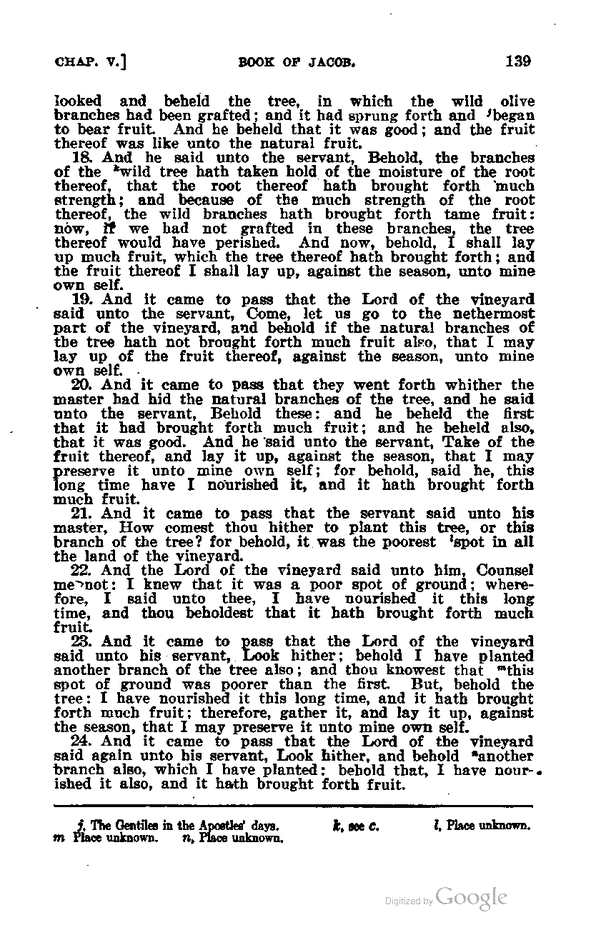 CHAP. V.] BOOK OF JACOB. 139
looked and beheld the tree, in which the wild olive
branches had been grafted; and it had sprung forth and ʲbegan
to bear fruit. And he beheld that it was good; and the fruit
thereof was like unto the natural fruit.
18. And he said unto the servant, Behold, the branches
of the ᵏwild tree hath taken hold of the moisture of the root
thereof, that the root thereof hath brought forth much
strength; and because of the much strength of the root
thereof, the wild branches hath brought forth tame fruit:
now, if we had not grafted in these branches, the tree
thereof would have perished. And now, behold, I shall lay
up much fruit, which the tree thereof hath brought forth; and
the fruit thereof I shall lay up, against the season, unto mine
own self.
19. And it came to pass that the Lord of the vineyard
said unto the servant, Come, let us go to the nethermost
part of the vineyard, and behold if the natural branches of
the tree hath not brought forth much fruit also, that I may
lay up of the fruit thereof, against the season, unto mine
own self.
20. And it came to pass that they went forth whither the
master had hid the natural branches of the tree, and he said
unto the servant, Behold these: and he beheld the first
that it had brought forth much fruit; and he beheld also,
that it was good. And he said unto the servant, Take of the
fruit thereof, and lay it up, against the season, that I may
preserve it unto mine own self; for behold, said he, this
long time have I nourished it, and it hath brought forth
much fruit.
21. And it came to pass that the servant said unto his
master, How comest thou hither to plant this tree, or this
branch of the tree? for behold, it was the poorest ˡspot in all
the land of the vineyard.
22. And the Lord of the vineyard said unto him, Counsel
me not: I knew that it was a poor spot of ground; where-
fore, I said unto thee, I have nourished it this long
time, and thou beholdest that it hath brought forth much
fruit.
23. And it came to pass that the Lord of the vineyard
said unto his servant, Look hither; behold I have planted
another branch of the tree also; and thou knowest that ᵐthis
spot of ground was poorer than the first. But, behold the
tree: I have nourished it this long time, and it hath brought
forth much fruit; therefore, gather it, and lay it up, against
the season, that I may preserve it unto mine own self.
24. And it came to pass that the Lord of the vineyard
said again unto his servant, Look hither, and behold ⁿanother
branch also, which I have planted: behold that, I have nour-
ished it also, and it hath brought forth fruit.
j, The Gentiles in the Apostles' days. k, see c. l, Place unknown.
m Place unknown. n, Place unknown.
Digitized by Google